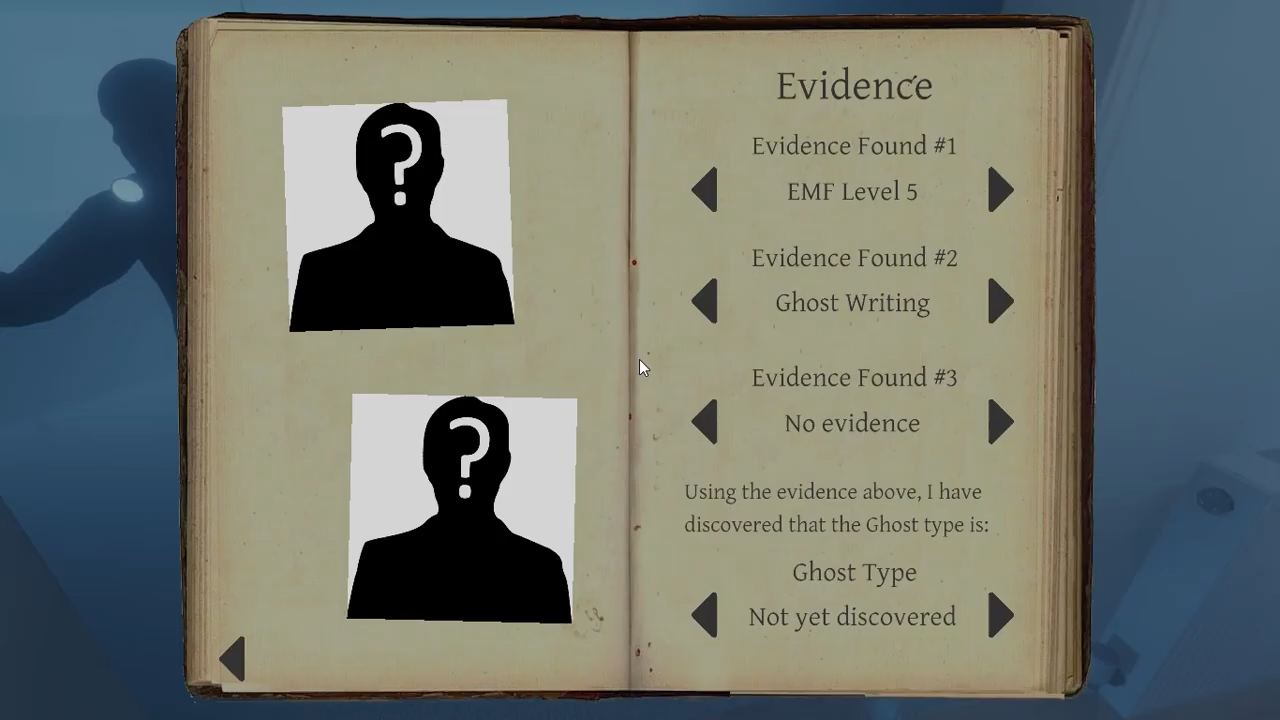 ?
?
Evidence
Evidence Found #1
EMF Level 5
Evidence Found #2
Ghost Writing
Evidence Found #3
No evidence
Using the evidence above, I have
discovered that the Ghost type is:
Ghost Type
Not yet discovered